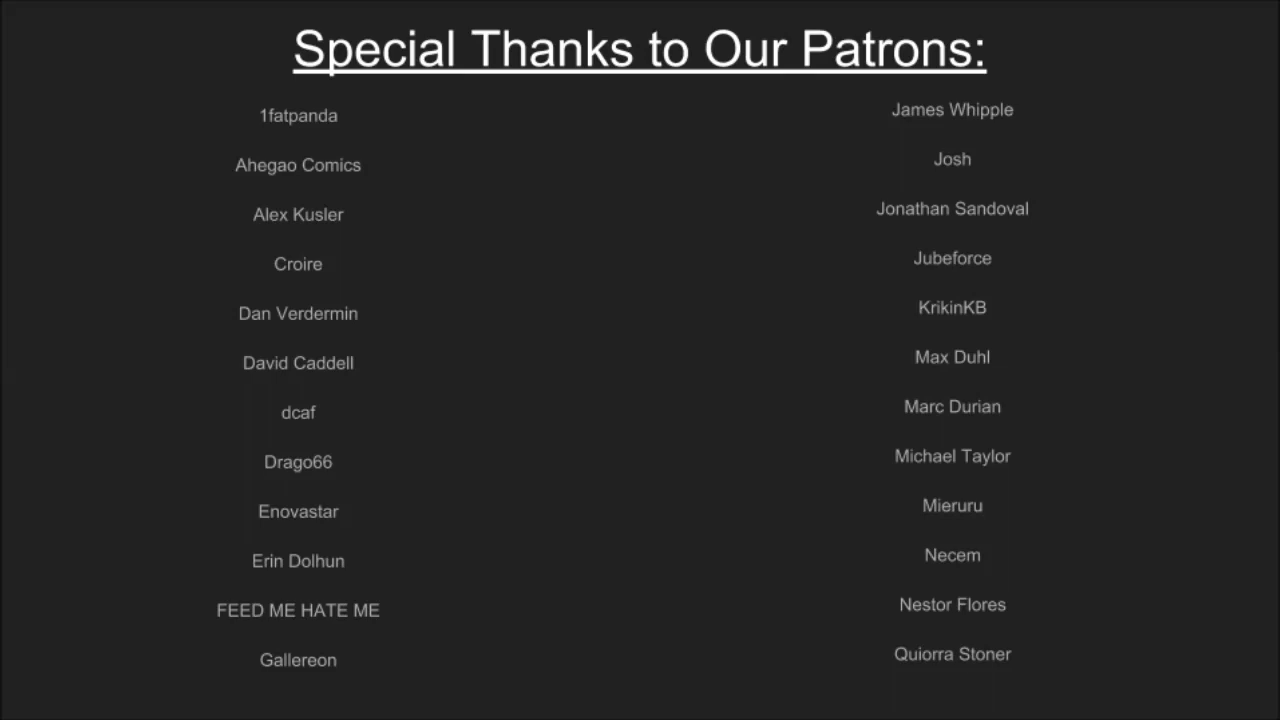 Special Thanks to Our Patrons:
1fatpanda
Ahegao Comics
Alex Kusler
Croire
Dan Verdermin
David Caddell
dcaf
Drago66
Enovastar
Erin Dolhun
FEED ME HATE ME
Gallereon
James Whipple
Josh
Jonathan Sandoval
Jubeforce
KrikinKB
Max Duhl
Marc Durian
Michael Taylor
Mieruru
Necem
Nestor Flores
Quiorra Stoner